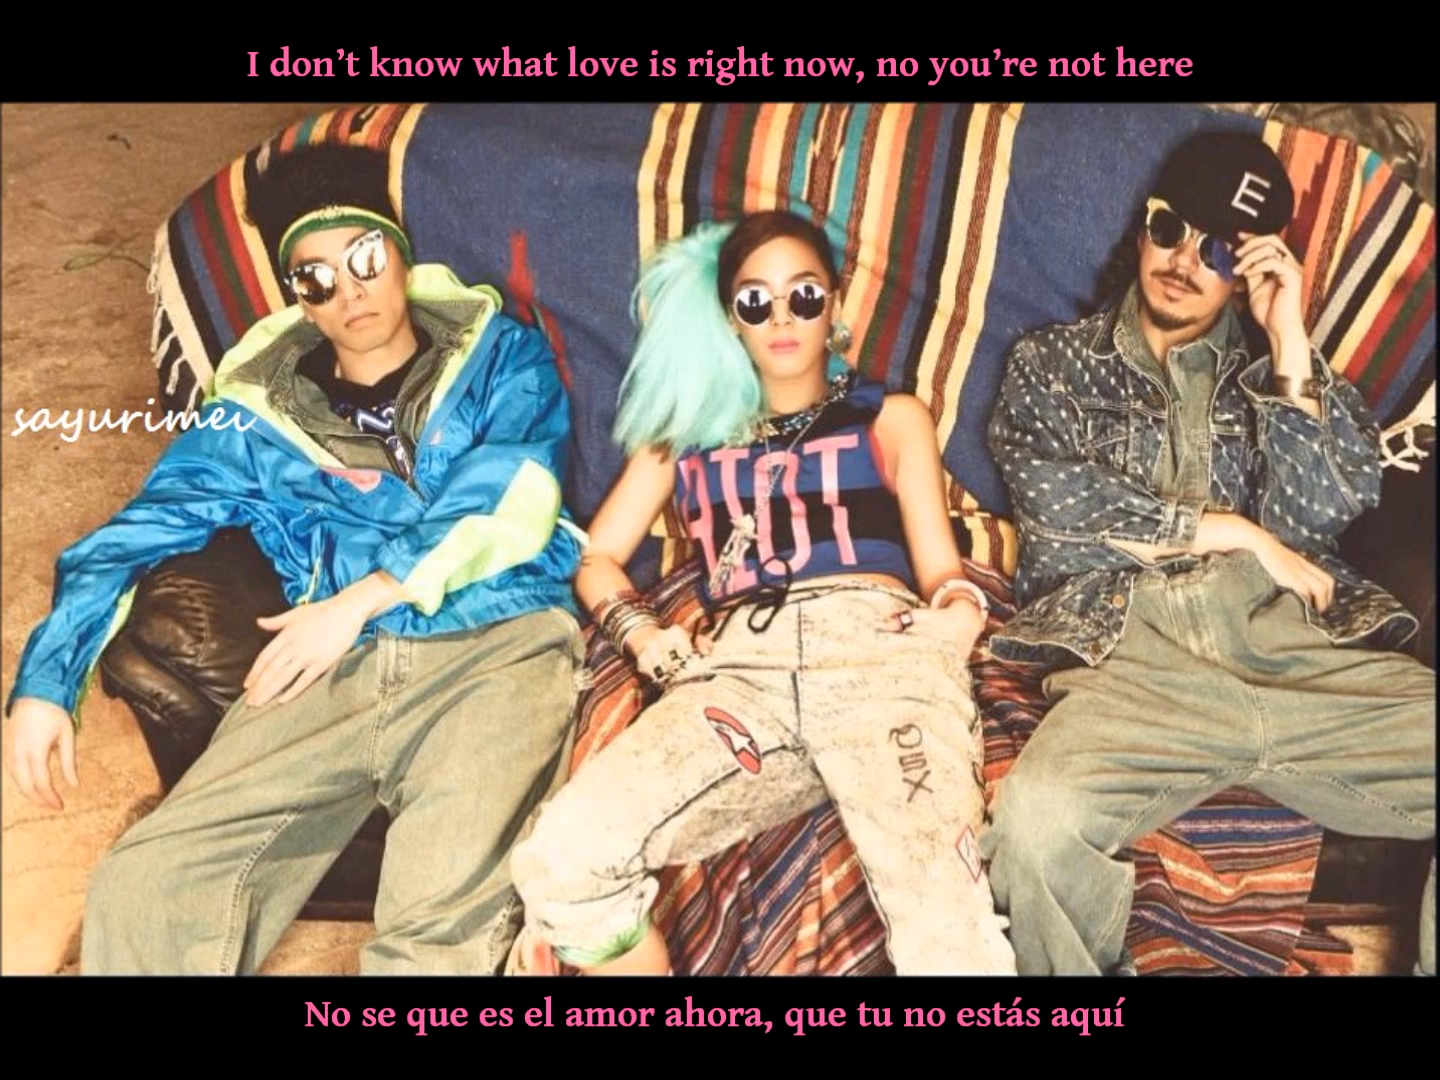 I don’t know what love is right now, no you’re not here
E
sayurimei
RIOT
No se que es el amor ahora, que tu no estás aquí